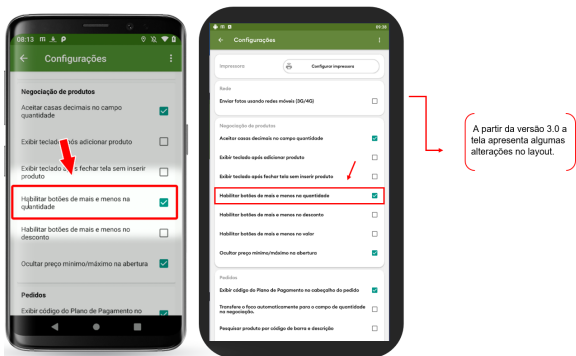 08:13
Configurações
Negociação de produtos
Aceitar casas decimais no campo
quantidade
Exibir teclado após adicionar produto
Exibir teclado após fechar tela sem inserir
produto
Habilitar botões de mais e menos na
quantidade
Habilitar botões de mais e menos no
desconto
Ocultar preço mínimo/máximo na abertura
Pedidos
Exibir código do Plano de Pagamento no
Configurações
Impressora
Configurar impressora
Rede
Enviar fotos usando redes móveis (3G/4G)
Negociação de produtos
Aceitar casas decimais no campo quantidade
Exibir teclado após adicionar produto
Exibir teclado após fechar tela sem inserir produto
Habilitar botões de mais e menos na quantidade
Habilitar botões de mais e menos no desconto
Habilitar botões de mais e menos no valor
Ocultar preço mínimo/máximo na abertura
Pedidos
Exibir código do Plano de Pagamento no cabeçalho do pedido
Transfere o foco automaticamente para o campo de quantidade
na negociação.
Pesquisar produto por código de barra e descrição
A partir da versão 3.0 a
tela apresenta algumas
alterações no layout.